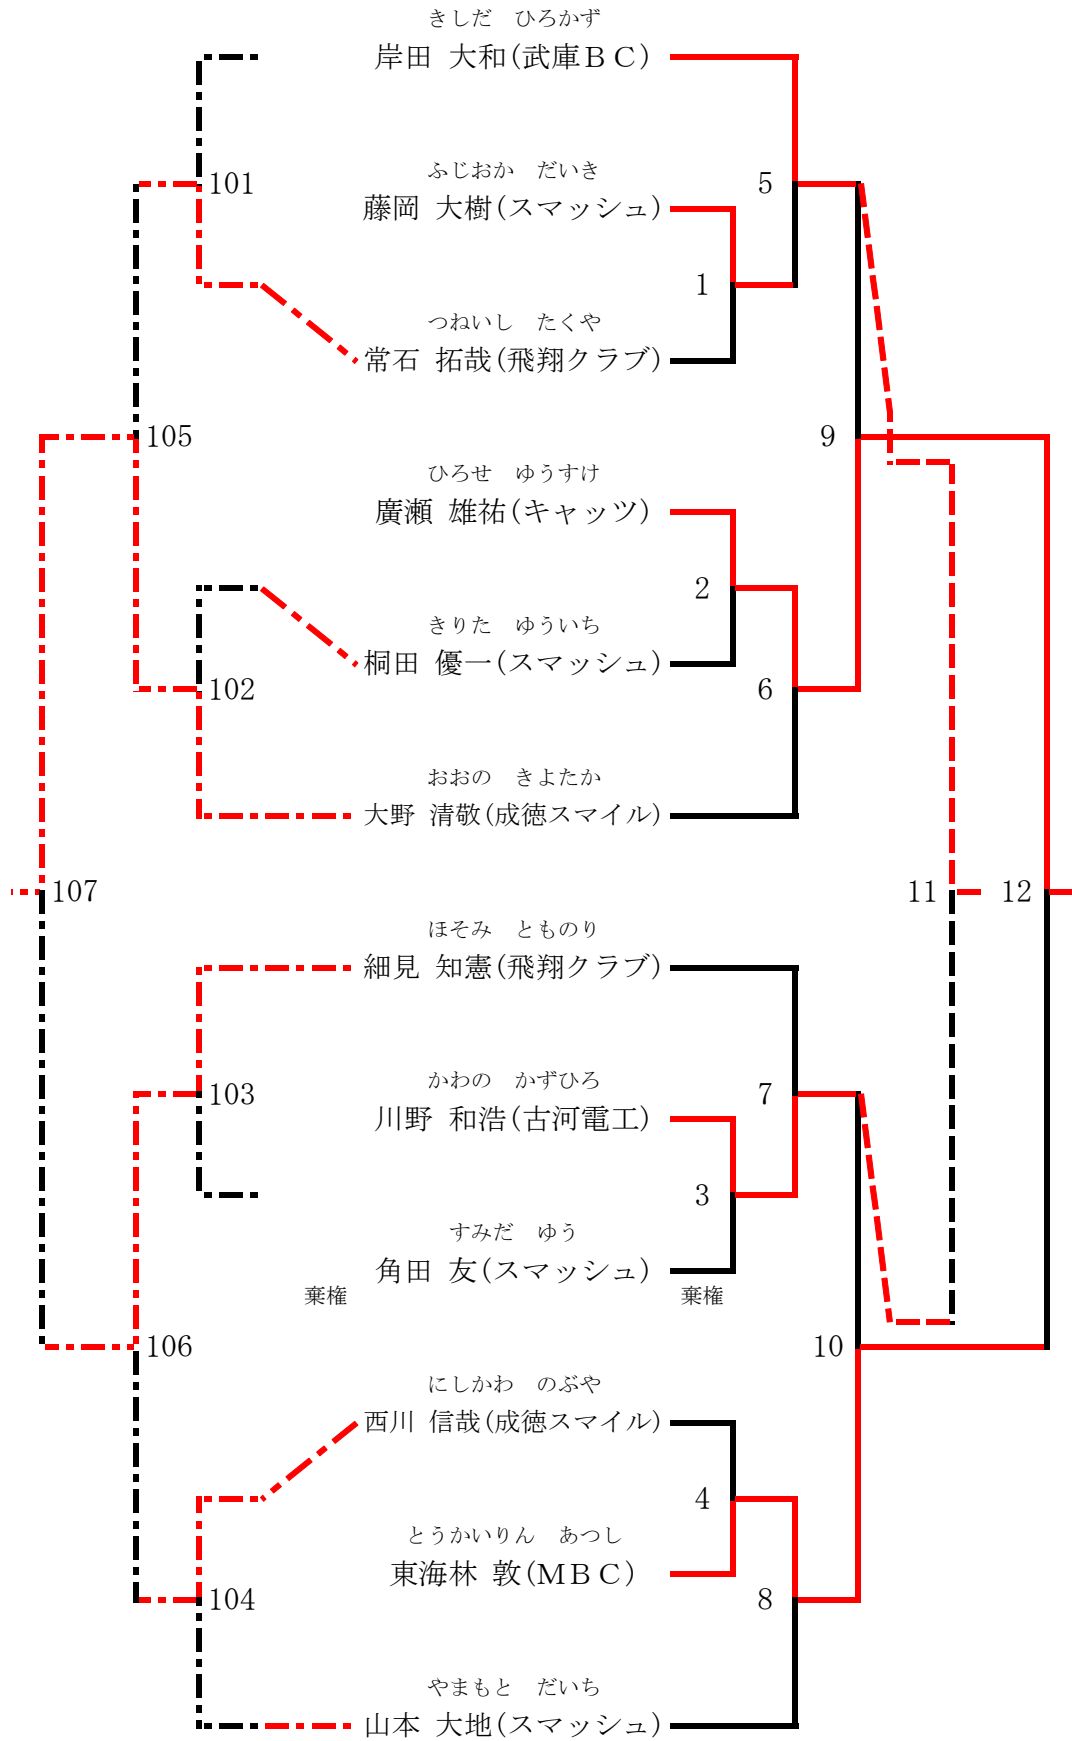 きしだ　ひろかず
岸田 大和(武庫ＢＣ)
101
ふじおか　だいき
5
藤岡 大樹(スマッシュ)
1
つねいし　たくや
常石 拓哉(飛翔クラブ)
105
9
ひろせ　ゆうすけ
廣瀬 雄祐(キャッツ)
2
きりた　ゆういち
桐田 優一(スマッシュ)
102
6
おおの　きよたか
大野 清敬(成徳スマイル)
107
11
12
ほそみ　とものり
細見 知憲(飛翔クラブ)
かわの　かずひろ
103
7
川野 和浩(古河電工)
3
すみだ　ゆう
角田 友(スマッシュ)
棄権
棄権
106
10
にしかわ　のぶや
西川 信哉(成徳スマイル)
4
とうかいりん　あつし
東海林 敦(ＭＢＣ)
104
8
やまもと　だいち
山本 大地(スマッシュ)